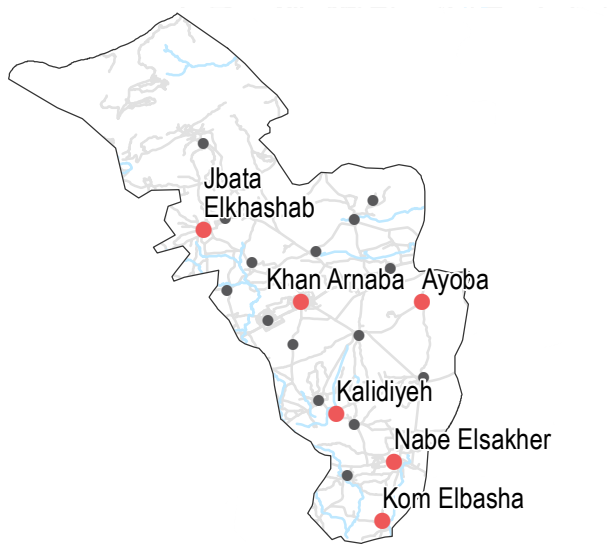 Jbata
Elkhashab
Khan Arnaba
Ayoba
Kalidiyeh
Nabe Elsakher
Kom Elbasha